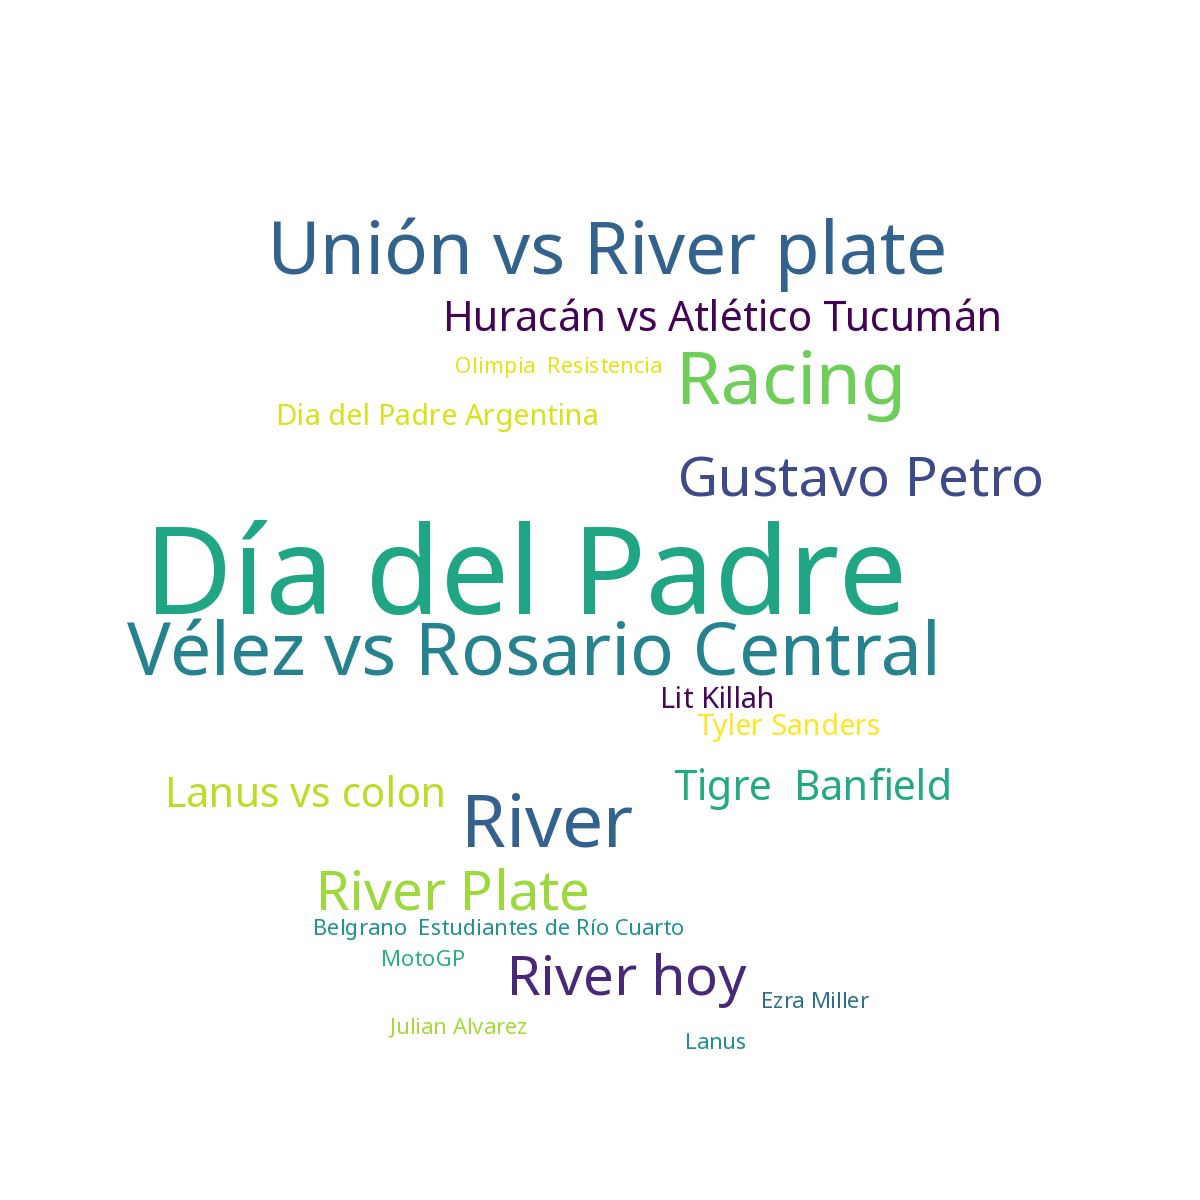 Unión vs River plate
Huracán vs Atlético Tucumán
Olimpia  Resistencia
Racing
Dia del Padre Argentina
Gustavo Petro
Día del Padre
Vélez vs Rosario Central
Lit Killah
Tyler Sanders
Lanus vs colon
Tigre  Banfield
River
River Plate
Belgrano  Estudiantes de Río Cuarto
MotoGP
River hoy
Ezra Miller
Julian Alvarez
Lanus